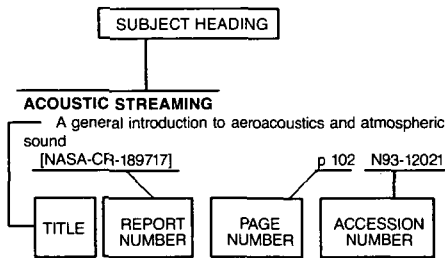 SUBJECT HEADING
ACOUSTIC STREAMING
A general introduction to aeroacoustics and atmospheric
sound
[NASA-CR-189717] p 102 N93-12021
TITLE
REPORT NUMBER
PAGE NUMBER
ACCESSION NUMBER